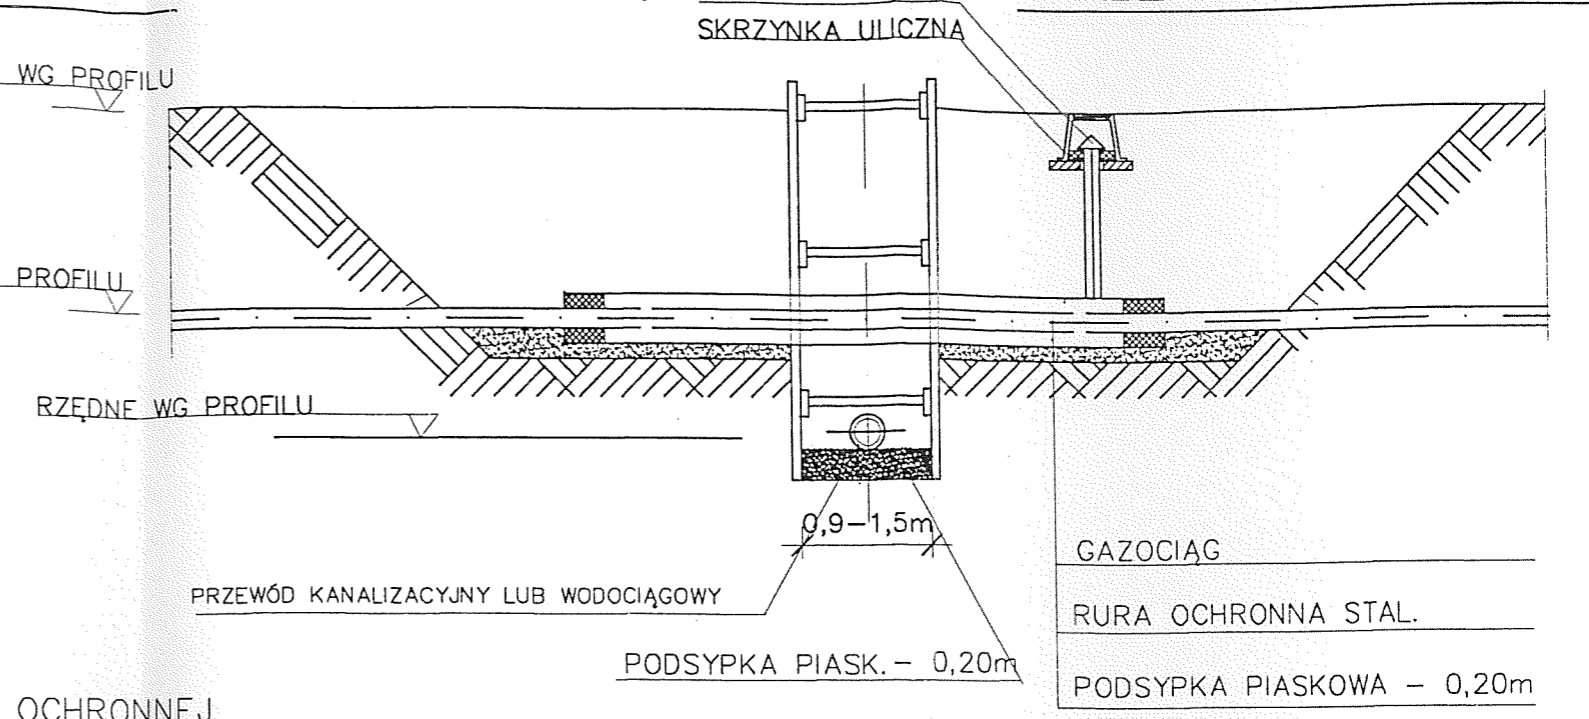 SKRZYNKA ULICZNA
WG PROFILU
PROFILU
RZĘDNE WG PROFILU
0,9-1,5m
GAZOCIĄG
PRZEWÓD KANALIZACYJNY LUB WODOCIĄGOWY
RURA OCHRONNA STAL.
PODSYPKA PIASK. - 0,20m
PODSYPKA PIASKOWA - 0,20m
OCHRONNEJ